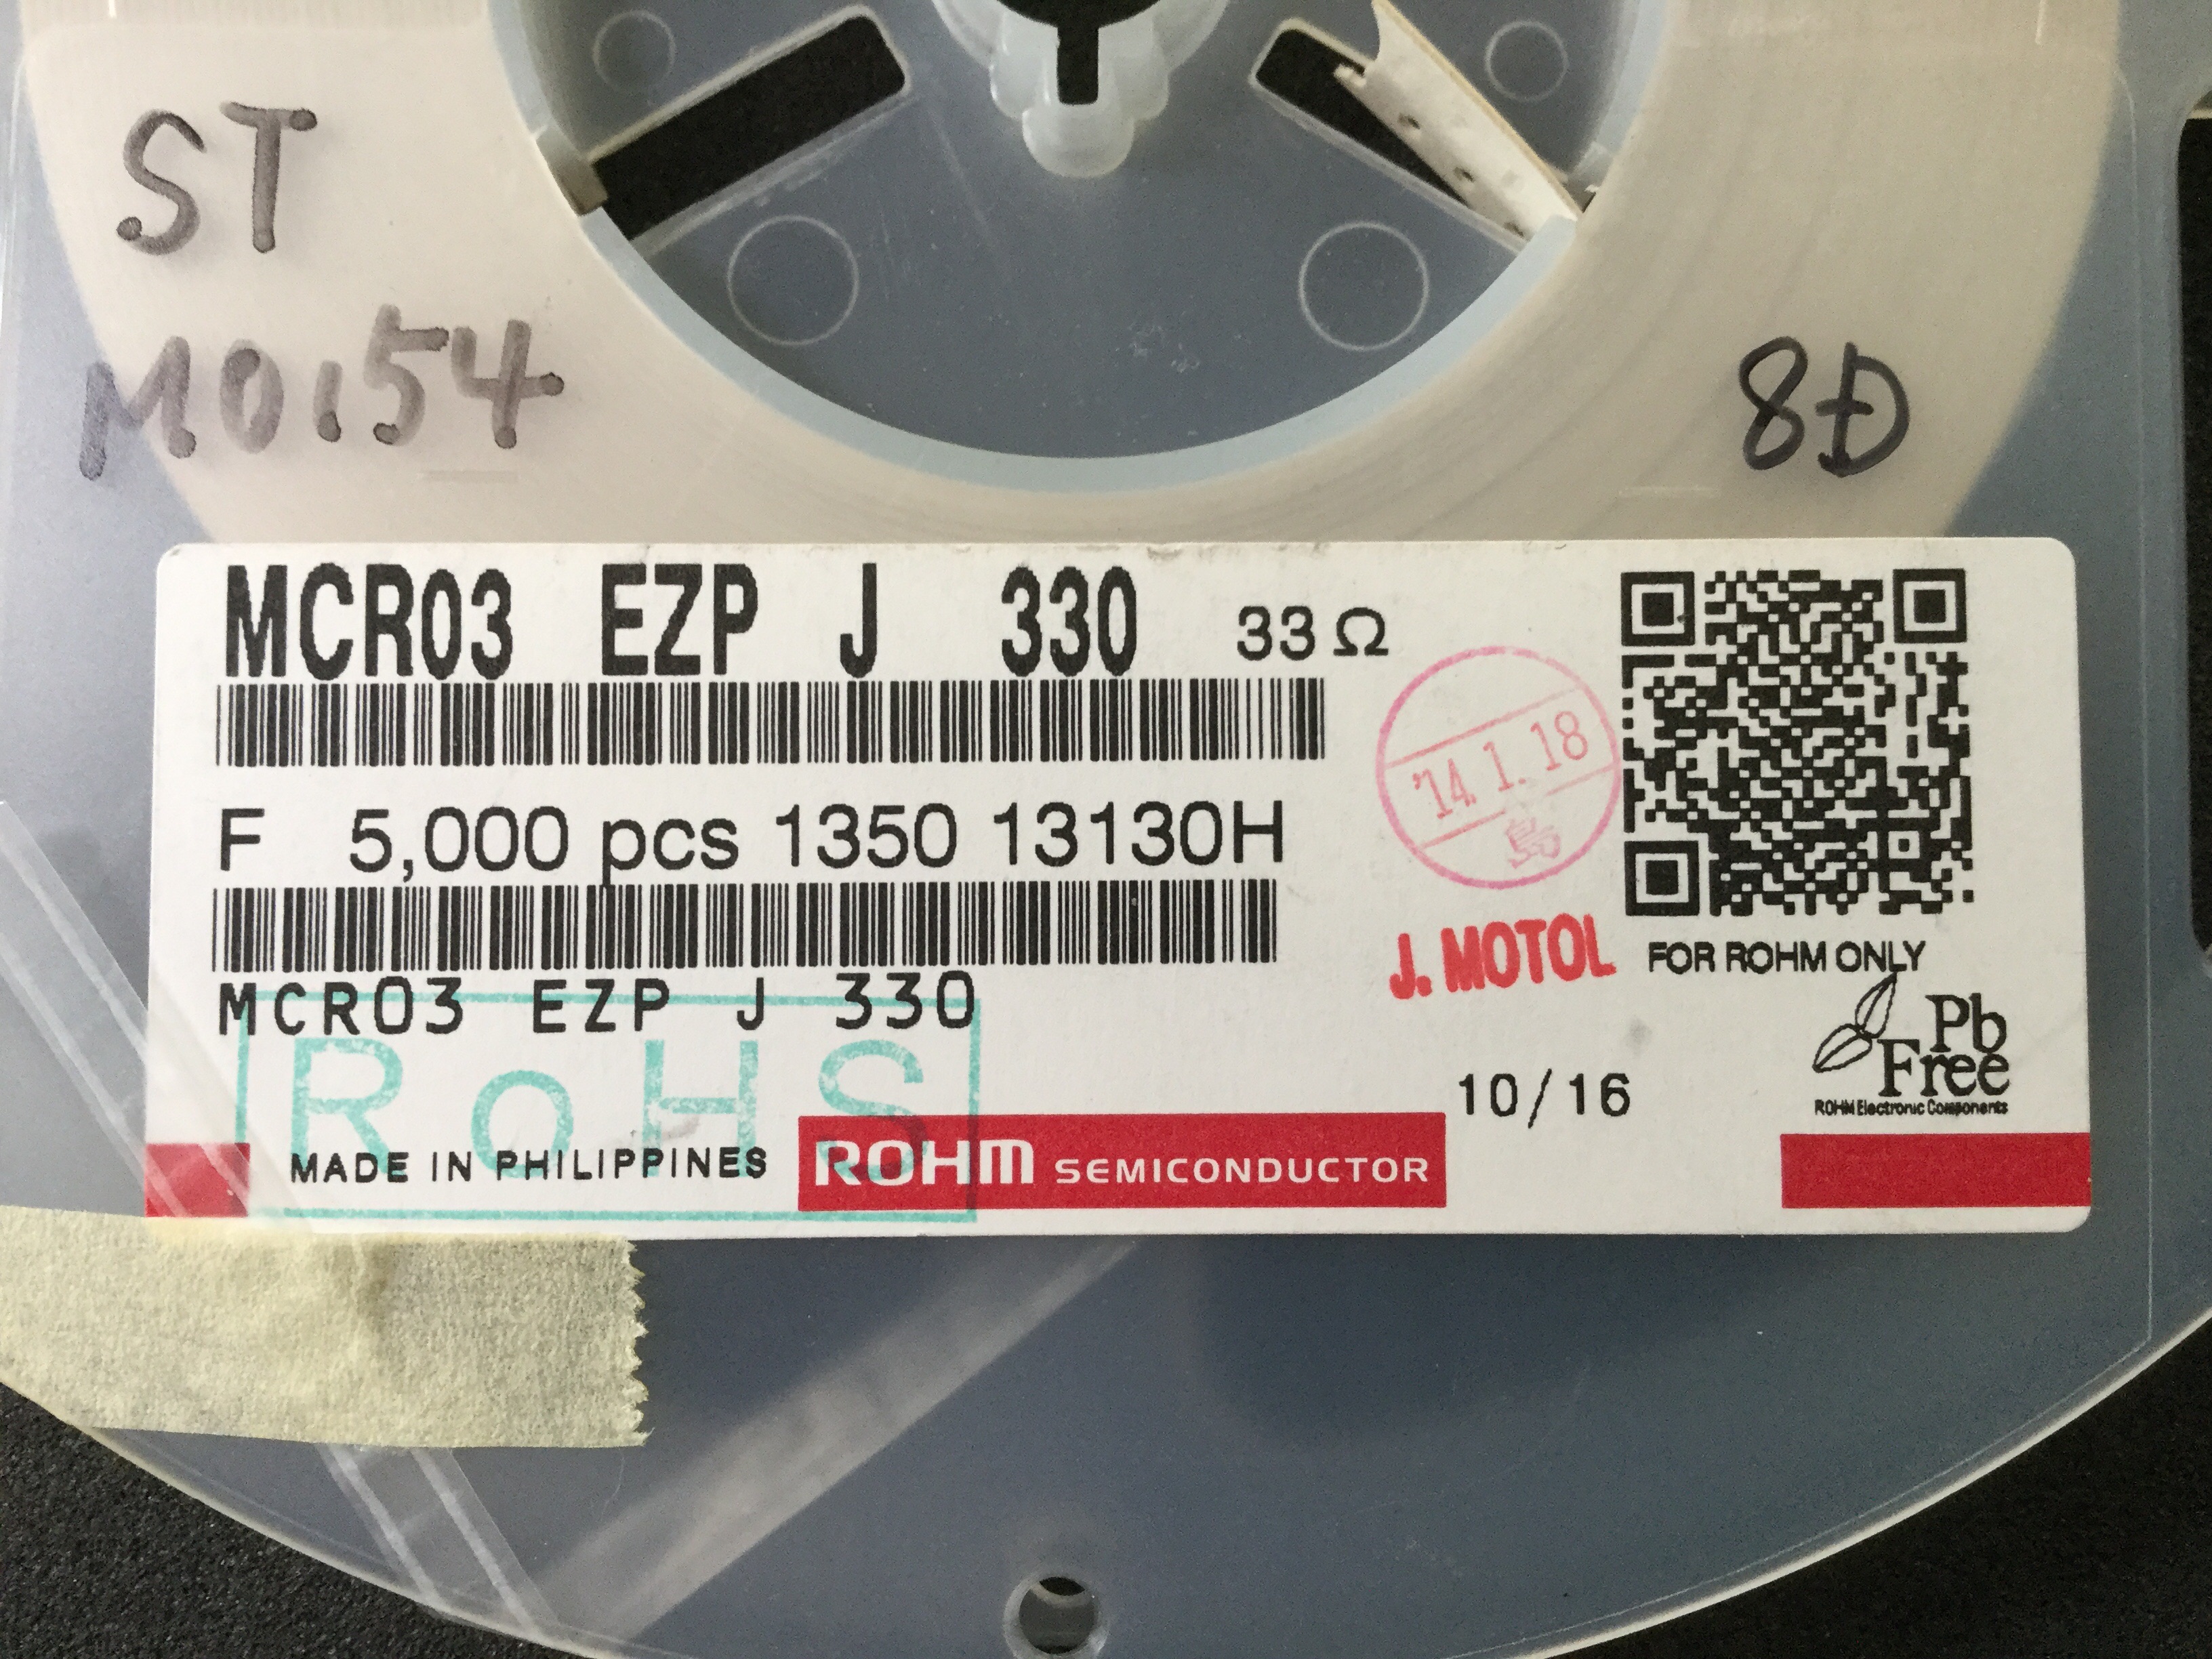 ST
M0154
8D
MCR03 EZP J 330 33Ω
F 5,000 pcs 1350 13130H
'14. 1. 18
J. MOTOL
FOR ROHM ONLY
MCR03 EZP J 330
RoHS
10/16
Pb
Free
ROHM Electronic Components
MADE IN PHILIPPINES
ROHM SEMICONDUCTOR